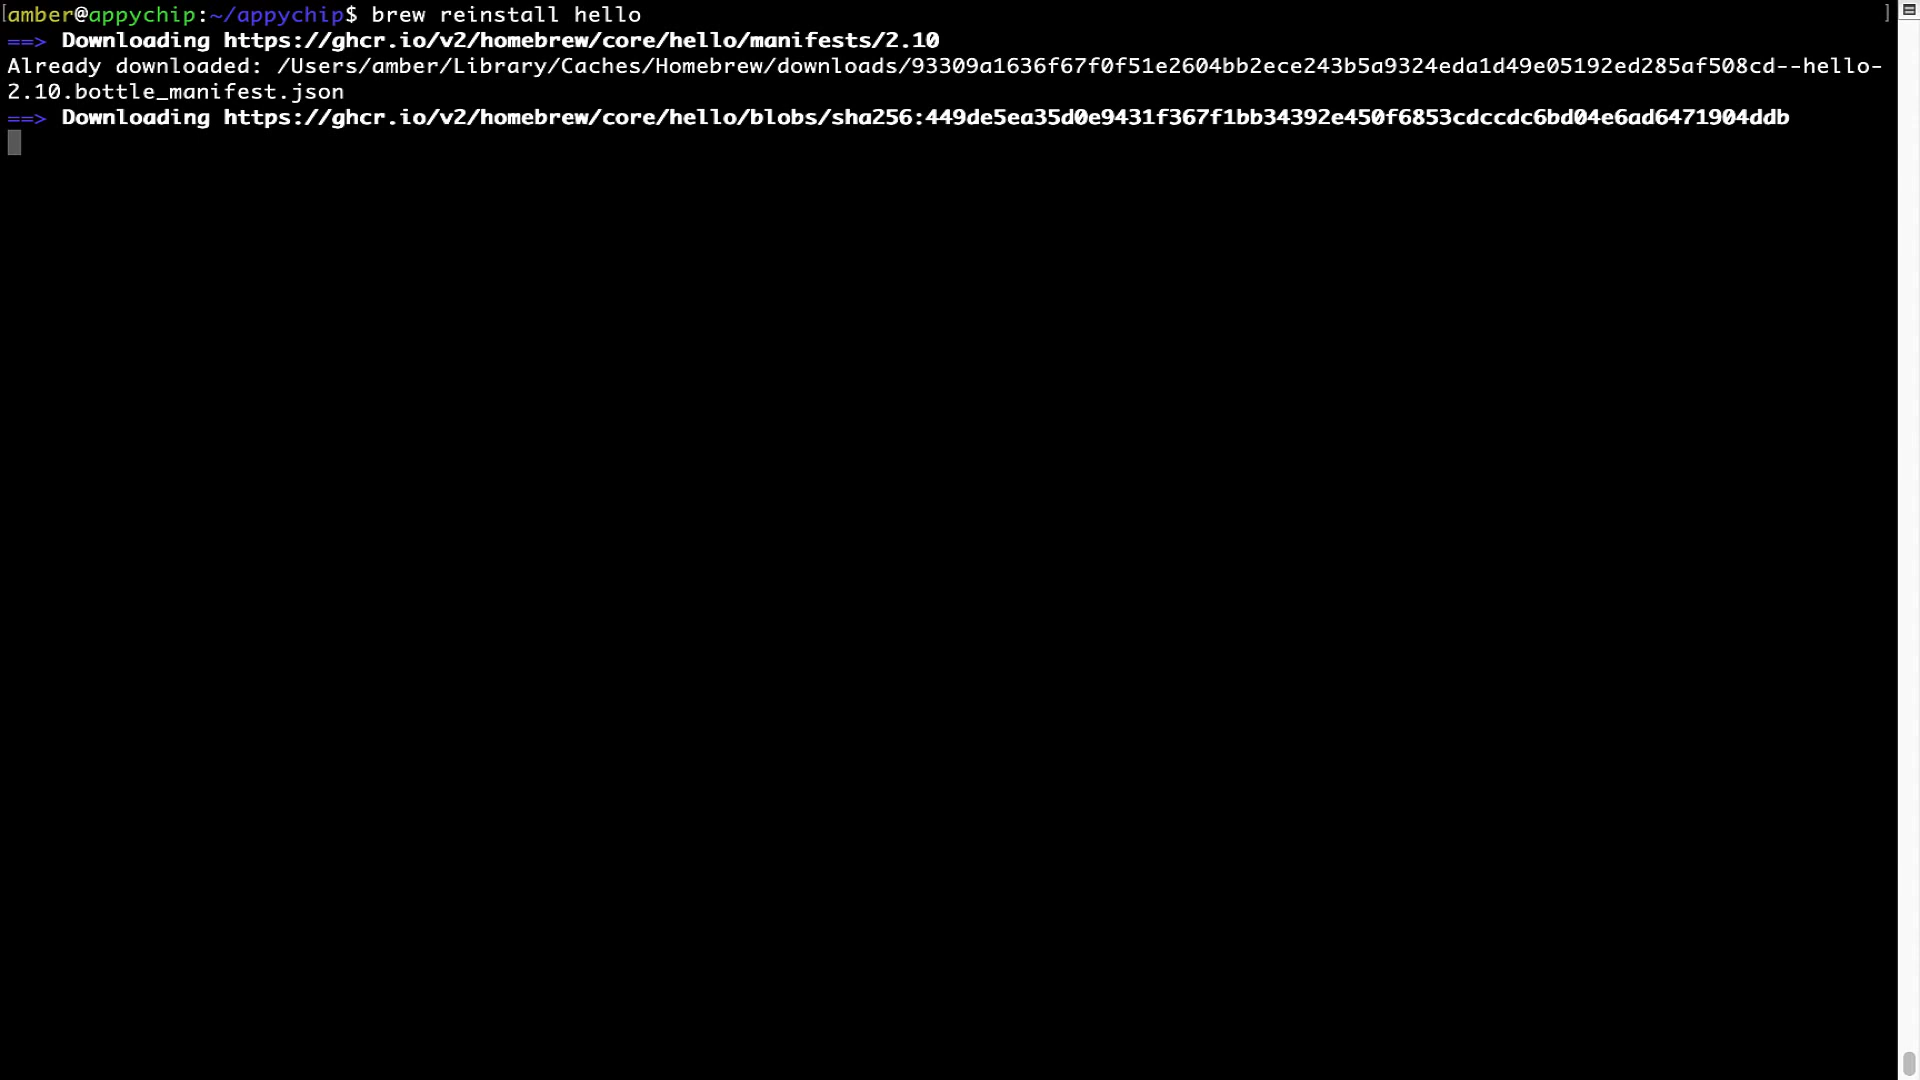 [amber@appychip:~/appychip$ brew reinstall hello ]
==> Downloading https://ghcr.io/v2/homebrew/core/hello/manifests/2.10
Already downloaded: /Users/amber/Library/Caches/Homebrew/downloads/93309a1636f67f0f51e2604bb2ece243b5a9324eda1d49e05192ed285af508cd--hello-
2.10.bottle_manifest.json
==> Downloading https://ghcr.io/v2/homebrew/core/hello/blobs/sha256:449de5ea35d0e9431f367f1bb34392e450f6853cdccdc6bd04e6ad6471904ddb